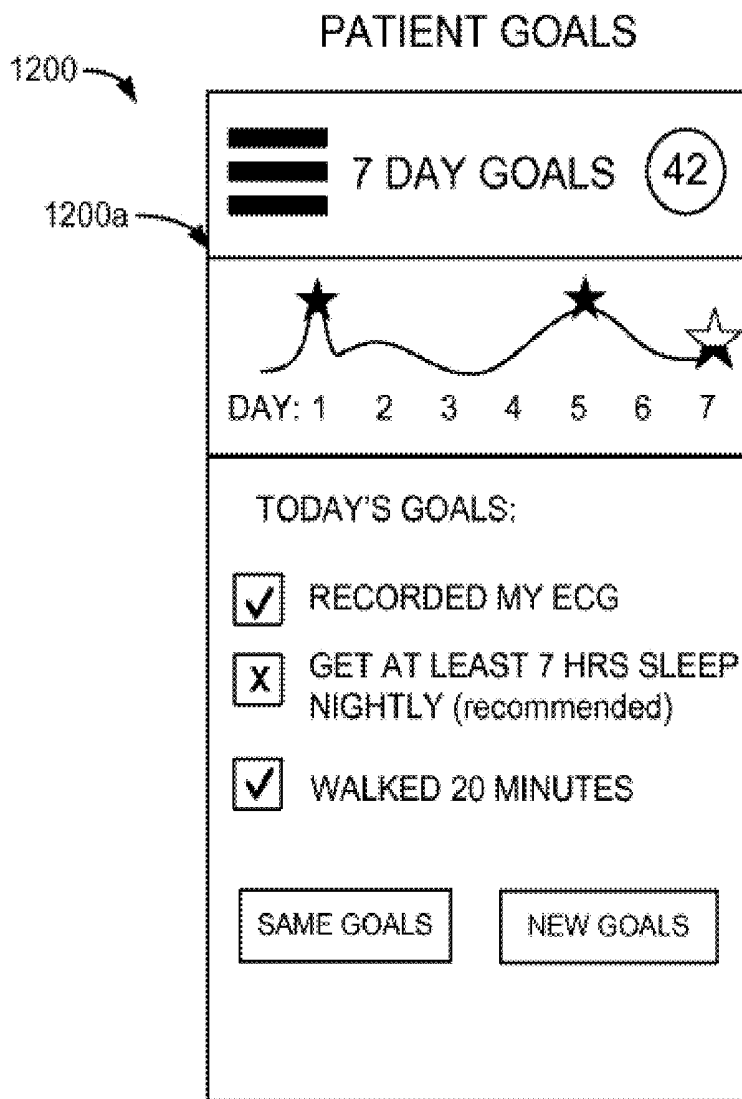 PATIENT GOALS
1200
7 DAY GOALS 42
1200a
DAY: 1 2 3 4 5 6 7
TODAY'S GOALS:
RECORDED MY ECG
X GET AT LEAST 7 HRS SLEEP
NIGHTLY (recommended)
WALKED 20 MINUTES
SAME GOALS NEW GOALS